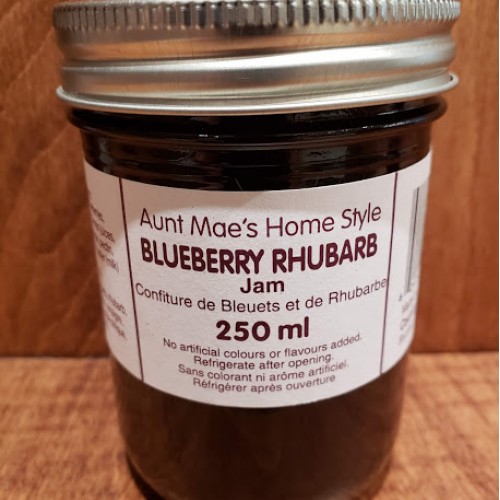 Aunt Mae's Home Style
BLUEBERRY RHUBARB
Jam
Confiture de Bleuets et de Rhubarbe
250 ml
No artificial colours or flavours added.
Refrigerate after opening.
Sans colorant ni arôme artificiel.
Réfrigérer après ouverture